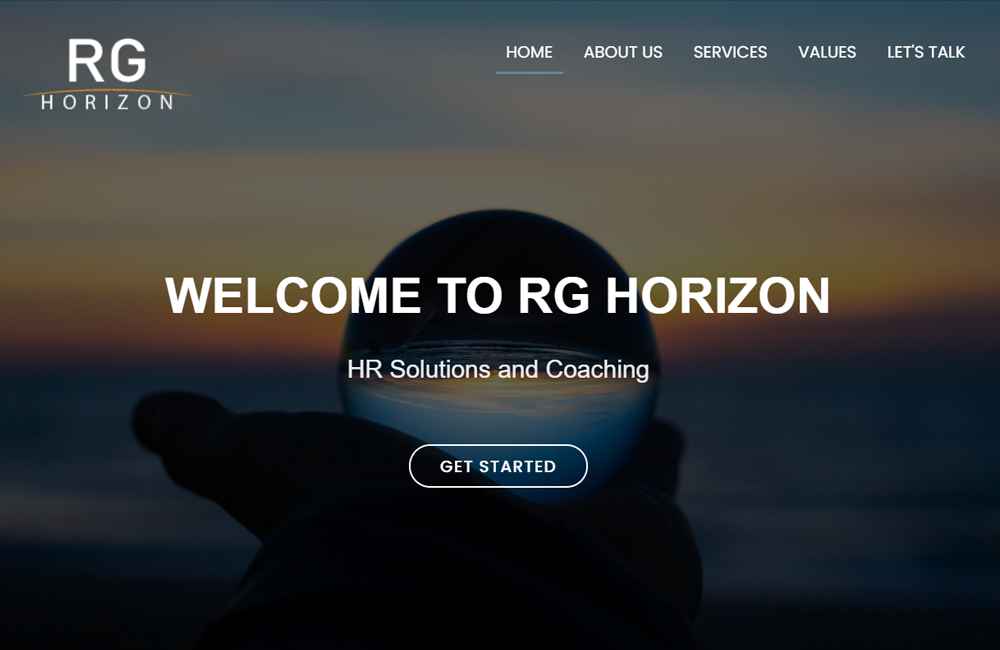 RG
HORIZON
HOME
ABOUT US
SERVICES
VALUES
LET'S TALK
WELCOME TO RG HORIZON
HR Solutions and Coaching
GET STARTED